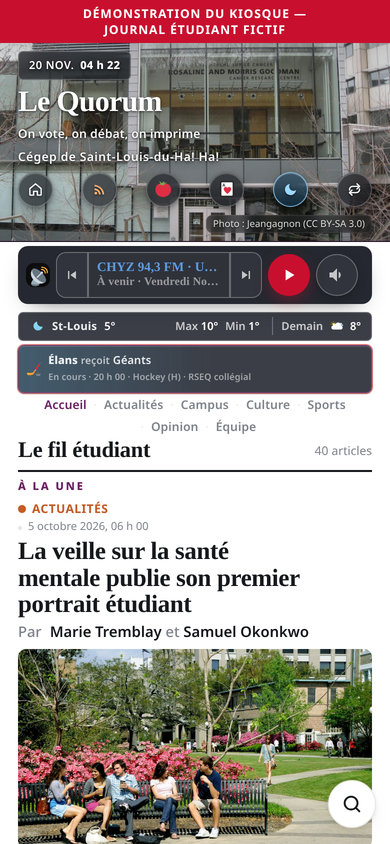 DÉMONSTRATION DU KIOSQUE —
JOURNAL ÉTUDIANT FICTIF
20 NOV. 04 h 22
ROSALIND AND MORRIS GOODMAN
Le Quorum
On vote, on débat, on imprime
Cégep de Saint-Louis-du-Ha! Ha!
Photo : Jeangagnon (CC BY-SA 3.0)
CHYZ 94,3 FM · U…
À venir · Vendredi No…
St-Louis 5° Max 10° Min 1° Demain 8°
Élans reçoit Géants
En cours · 20 h 00 · Hockey (H) · RSEQ collégial
Accueil · Actualités · Campus · Culture · Sports
· Opinion · Équipe
Le fil étudiant 40 articles
À LA UNE
ACTUALITÉS
5 octobre 2026, 06 h 00
La veille sur la santé
mentale publie son premier
portrait étudiant
Par Marie Tremblay et Samuel Okonkwo